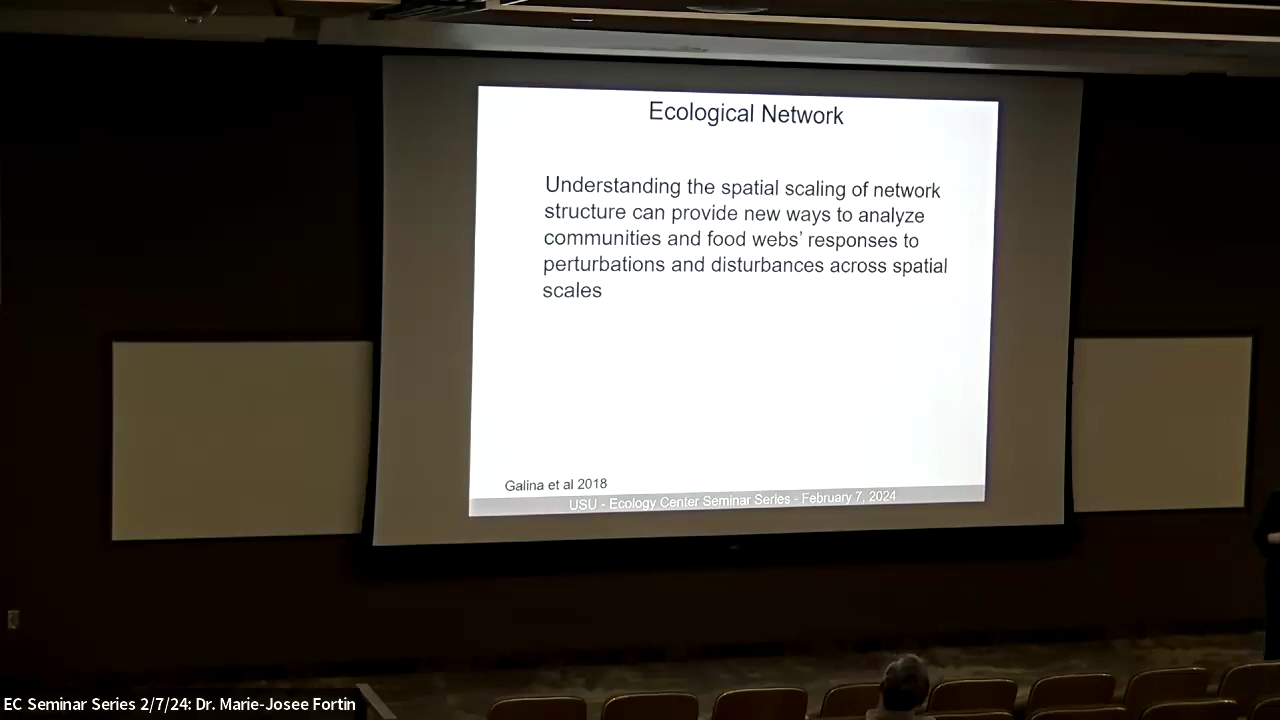 Ecological Network
Understanding the spatial scaling of network
structure can provide new ways to analyze
communities and food webs’ responses to
perturbations and disturbances across spatial
scales
Galina et al 2018
USU - Ecology Center Seminar Series - February 7, 2024
EC Seminar Series 2/7/24: Dr. Marie-Josee Fortin